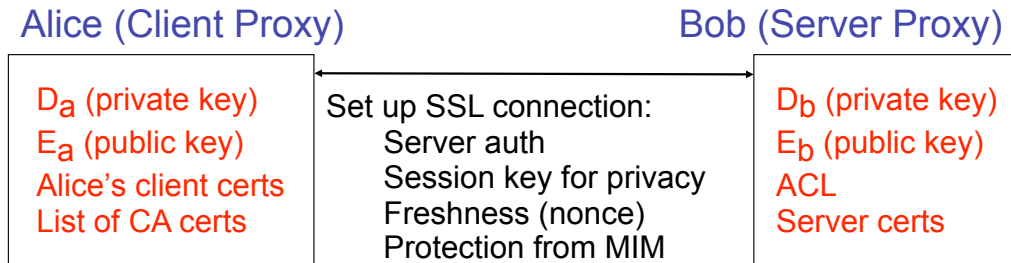 Alice (Client Proxy)
Bob (Server Proxy)
Da (private key)
Ea (public key)
Alice's client certs
List of CA certs
Set up SSL connection:
Server auth
Session key for privacy
Freshness (nonce)
Protection from MIM
Db (private key)
Eb (public key)
ACL
Server certs